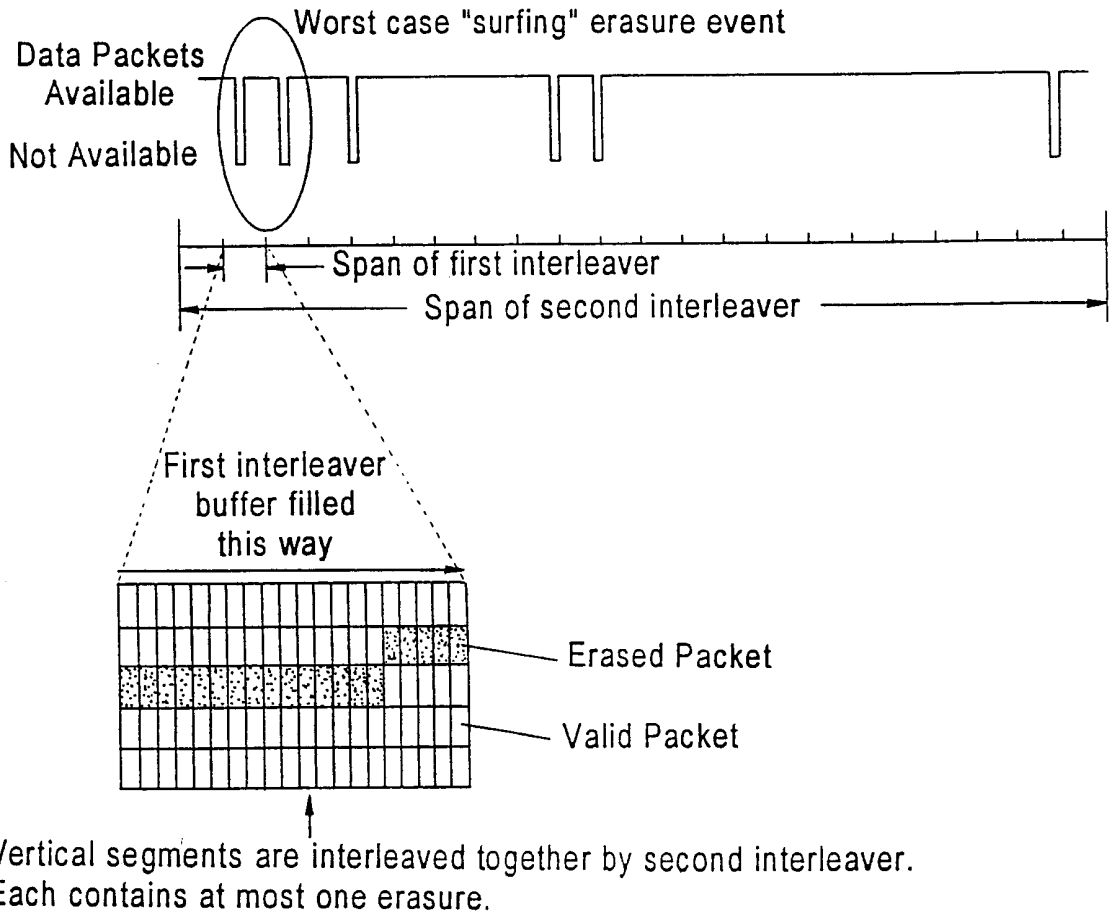 Worst case "surfing" erasure event
Data Packets
Available
Not Available
Span of first interleaver
Span of second interleaver
First interleaver
buffer filled
this way
Erased Packet
Valid Packet
Vertical segments are interleaved together by second interleaver.
Each contains at most one erasure.